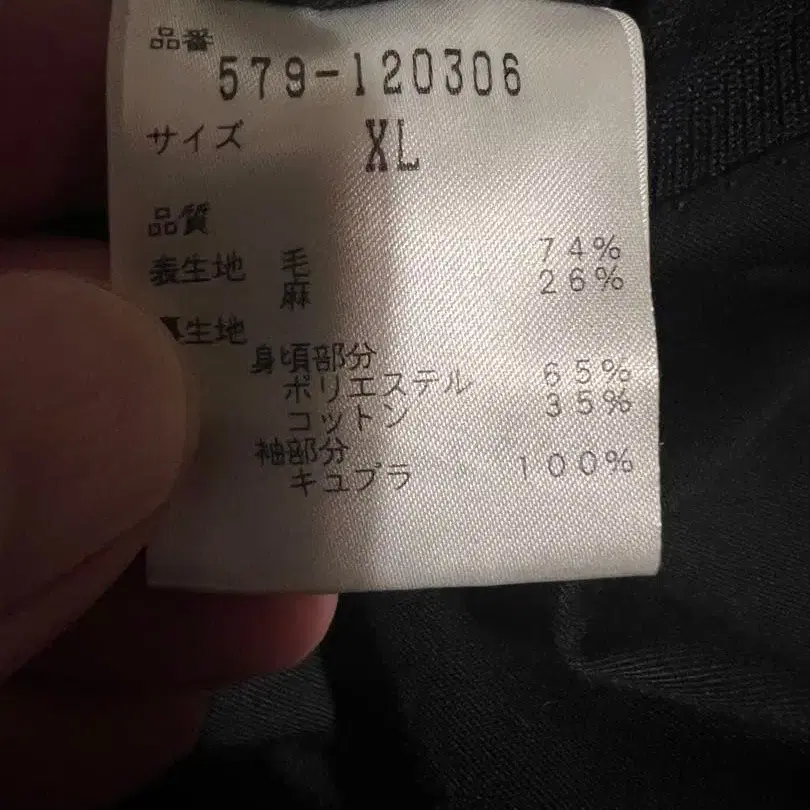 品番
579-120306
サイズ XL
品質
表生地 毛 74%
麻 26%
裏生地
身頃部分
ポリエステル 65%
コットン 35%
袖部分
キュプラ 100%